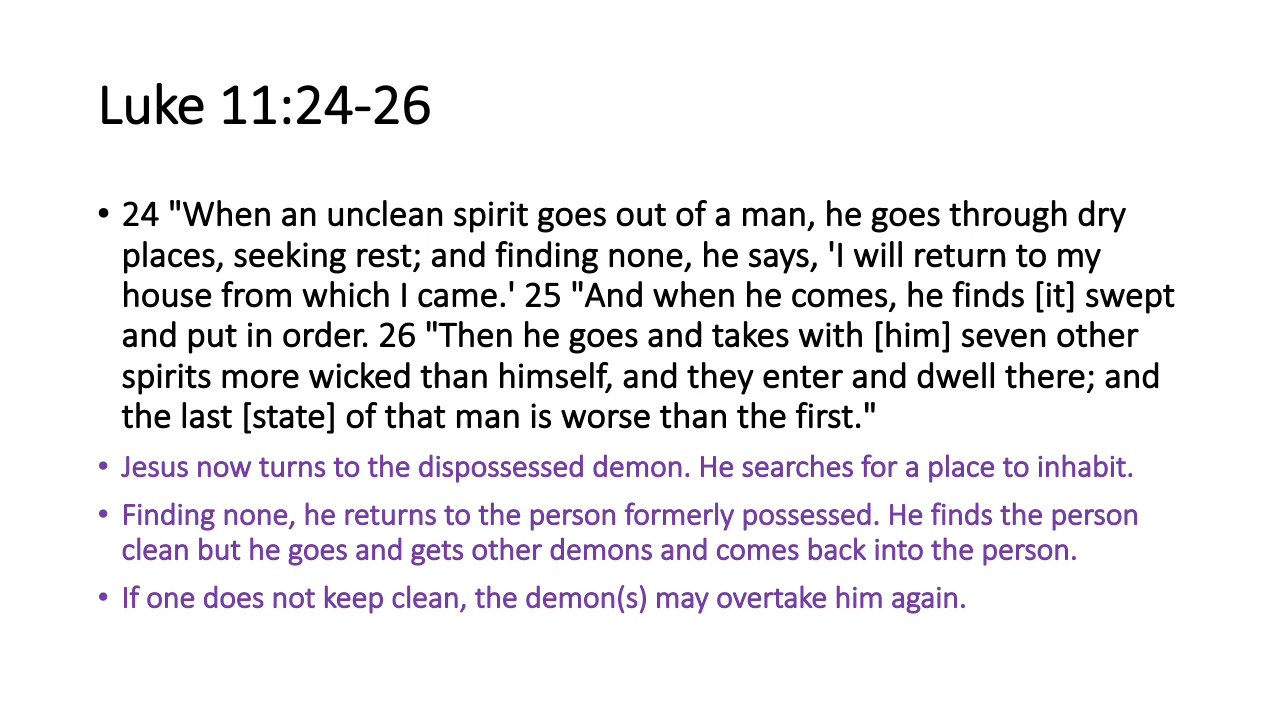 Luke 11:24-26
• 24 "When an unclean spirit goes out of a man, he goes through dry
places, seeking rest; and finding none, he says, 'I will return to my
house from which I came.' 25 "And when he comes, he finds [it] swept
and put in order. 26 "Then he goes and takes with [him] seven other
spirits more wicked than himself, and they enter and dwell there; and
the last [state] of that man is worse than the first."
• Jesus now turns to the dispossessed demon. He searches for a place to inhabit.
• Finding none, he returns to the person formerly possessed. He finds the person
clean but he goes and gets other demons and comes back into the person.
• If one does not keep clean, the demon(s) may overtake him again.